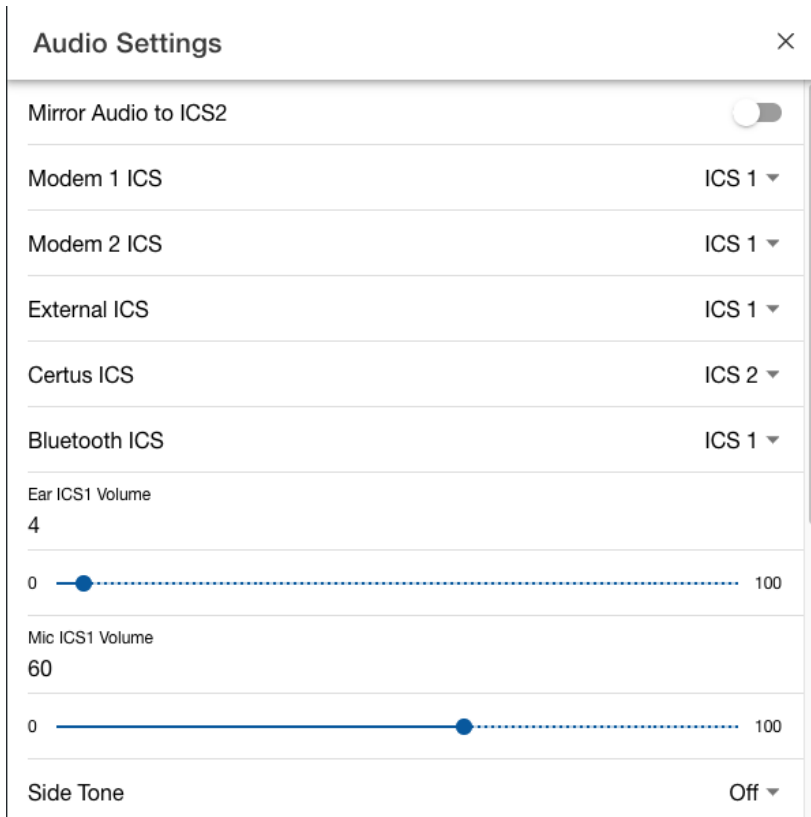 Audio Settings
Mirror Audio to ICS2
Modem 1 ICS ICS 1
Modem 2 ICS ICS 1
External ICS ICS 1
Certus ICS ICS 2
Bluetooth ICS ICS 1
Ear ICS1 Volume
4
0 100
Mic ICS1 Volume
60
0 100
Side Tone Off